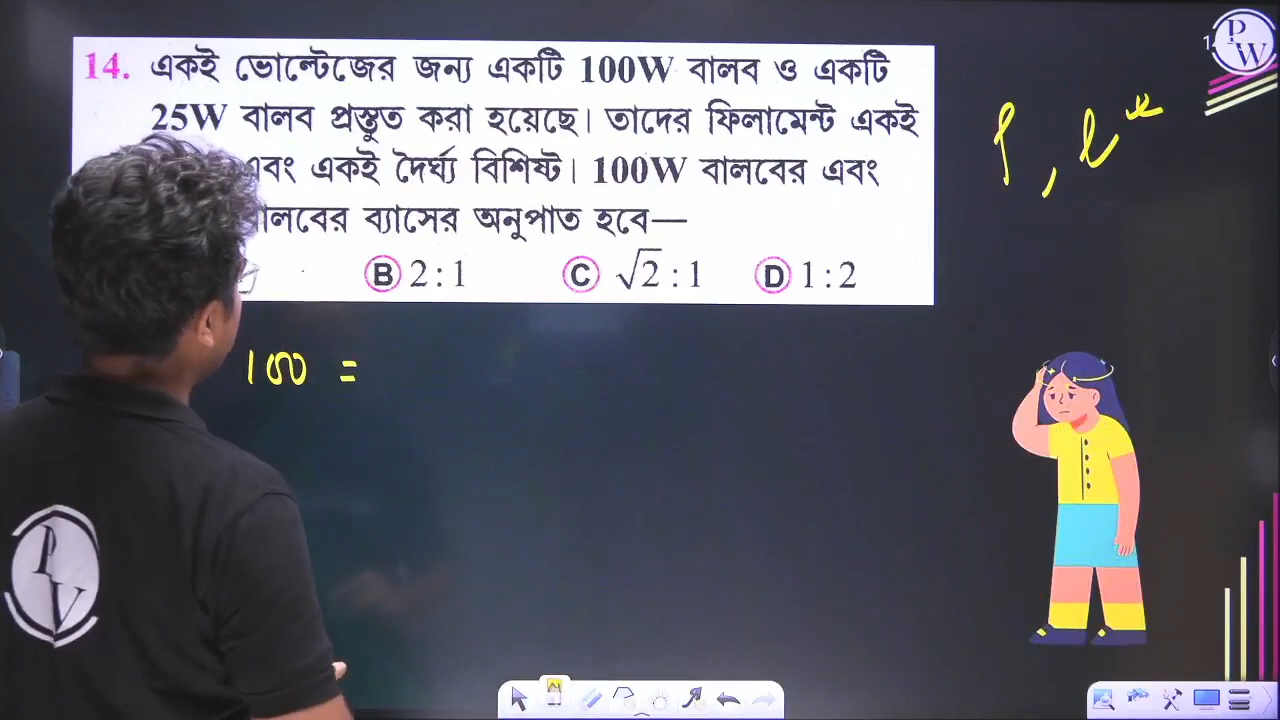 14. একই ভোল্টেজের জন্য একটি 100W বালব ও একটি
25W বালব প্রস্তুত করা হয়েছে। তাদের ফিলামেন্ট একই
এবং একই দৈর্ঘ্য বিশিষ্ট। 100W বালবের এবং
বালবের ব্যাসের অনুপাত হবে—
B 2:1 C √2:1 D 1:2
ρ, l
100 =
PW
PW